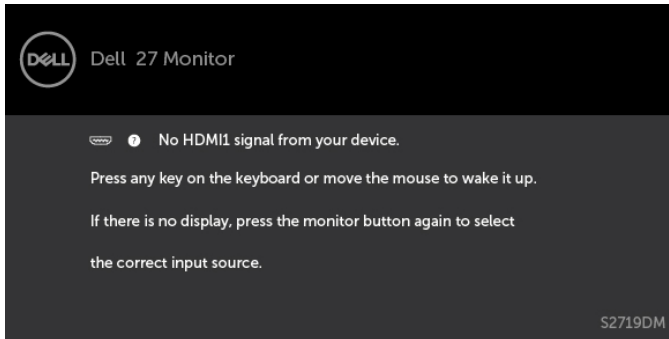 DELL Dell 27 Monitor
? No HDMI1 signal from your device.
Press any key on the keyboard or move the mouse to wake it up.
If there is no display, press the monitor button again to select
the correct input source.
S2719DM